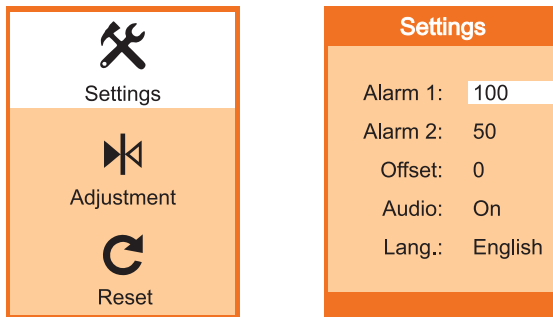 Settings
Adjustment
Reset
Settings
Alarm 1: 100
Alarm 2: 50
Offset: 0
Audio: On
Lang.: English